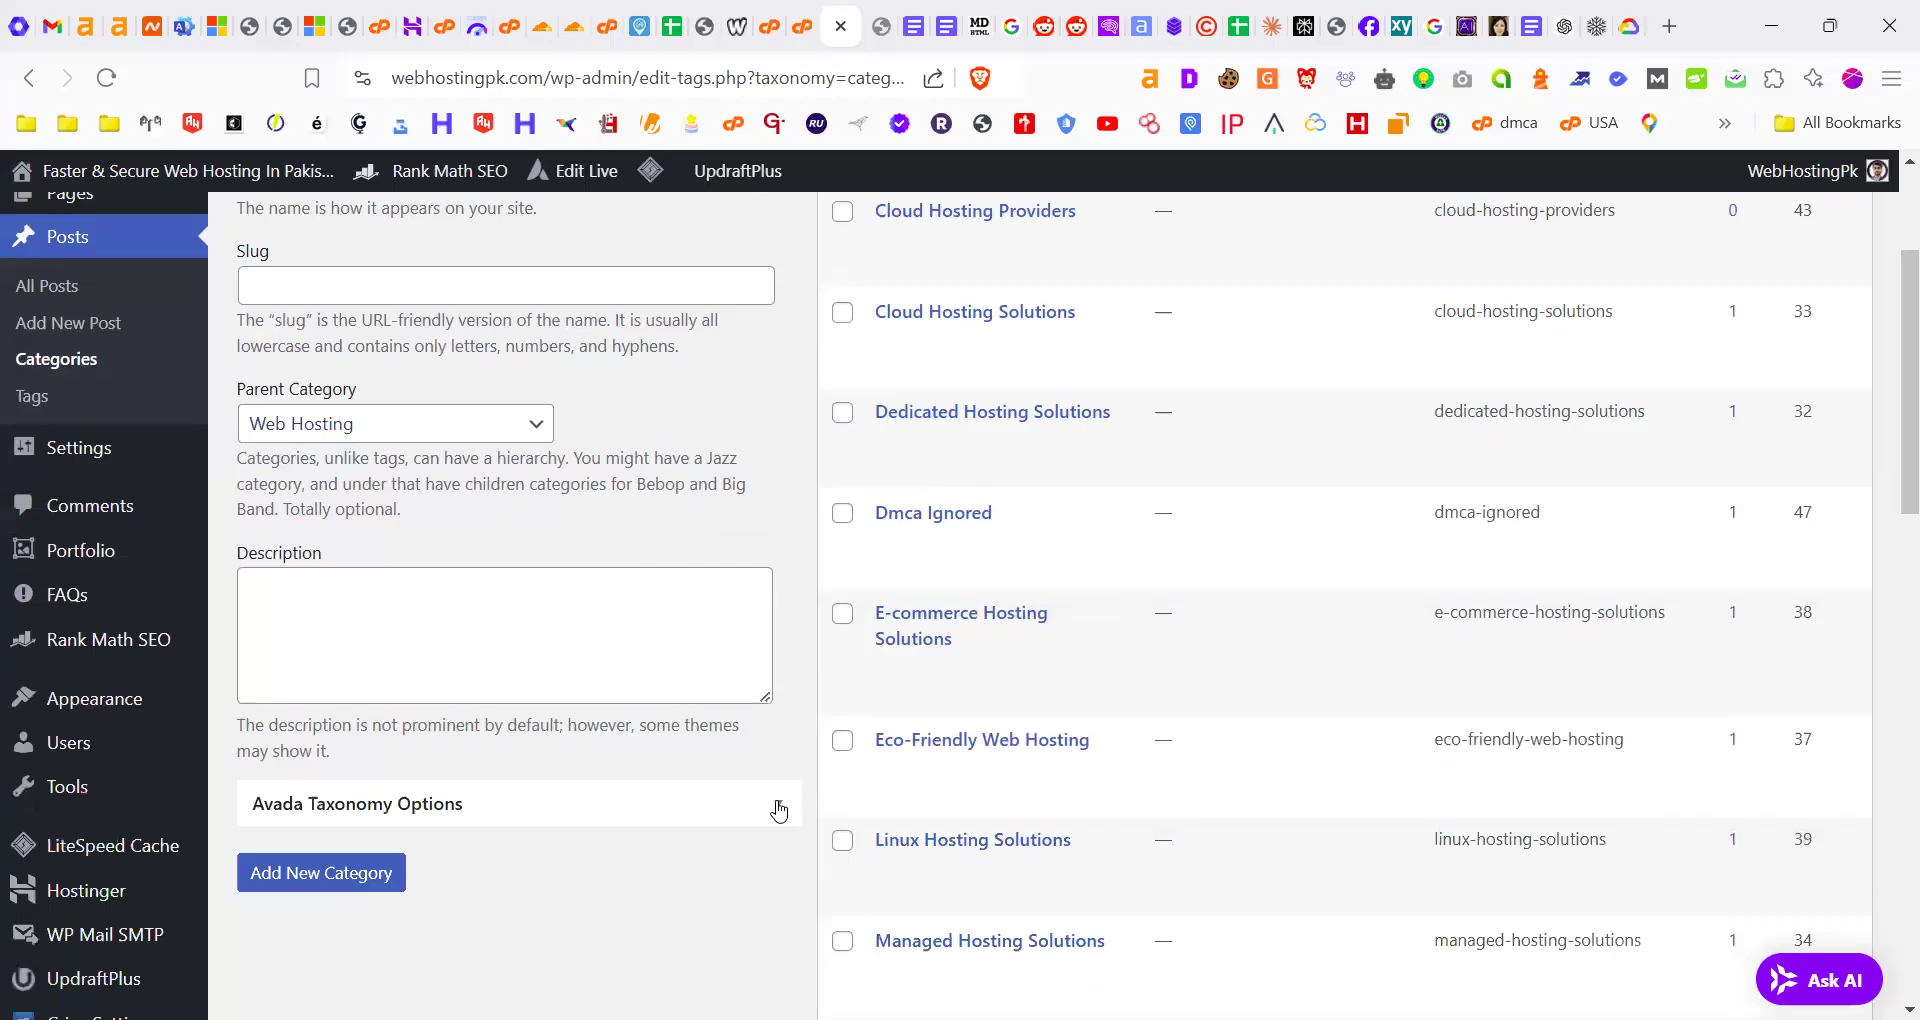 webhostingpk.com/wp-admin/edit-tags.php?taxonomy=categ...
dmca
USA
All Bookmarks
Faster & Secure Web Hosting In Pakis...
Rank Math SEO
Edit Live
UpdraftPlus
WebHostingPk
Pages
Posts
All Posts
Add New Post
Categories
Tags
Settings
Comments
Portfolio
FAQs
Rank Math SEO
Appearance
Users
Tools
LiteSpeed Cache
Hostinger
WP Mail SMTP
UpdraftPlus
The name is how it appears on your site.
Slug
The “slug” is the URL-friendly version of the name. It is usually all
lowercase and contains only letters, numbers, and hyphens.
Parent Category
Web Hosting
Categories, unlike tags, can have a hierarchy. You might have a Jazz
category, and under that have children categories for Bebop and Big
Band. Totally optional.
Description
The description is not prominent by default; however, some themes
may show it.
Avada Taxonomy Options
Add New Category
Cloud Hosting Providers — cloud-hosting-providers 0 43
Cloud Hosting Solutions — cloud-hosting-solutions 1 33
Dedicated Hosting Solutions — dedicated-hosting-solutions 1 32
Dmca Ignored — dmca-ignored 1 47
E-commerce Hosting — e-commerce-hosting-solutions 1 38
Solutions
Eco-Friendly Web Hosting — eco-friendly-web-hosting 1 37
Linux Hosting Solutions — linux-hosting-solutions 1 39
Managed Hosting Solutions — managed-hosting-solutions 1 34
Ask AI